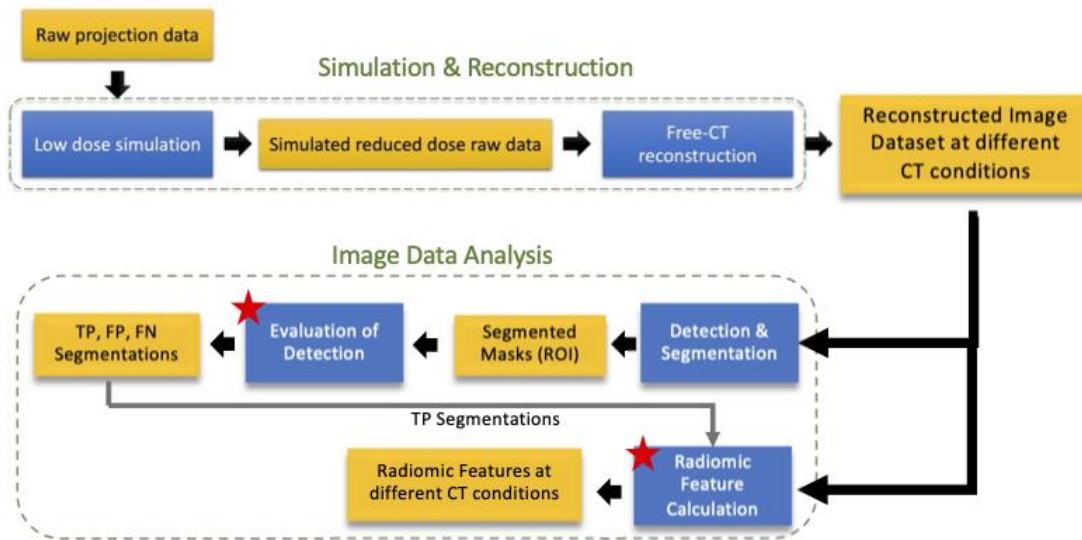 Raw projection data
Simulation & Reconstruction
Low dose simulation
Simulated reduced dose raw data
Free-CT
reconstruction
Reconstructed Image
Dataset at different
CT conditions
Image Data Analysis
TP, FP, FN
Segmentations
Evaluation of
Detection
Segmented
Masks (ROI)
Detection &
Segmentation
TP Segmentations
Radiomic Features at
different CT conditions
Radiomic
Feature
Calculation